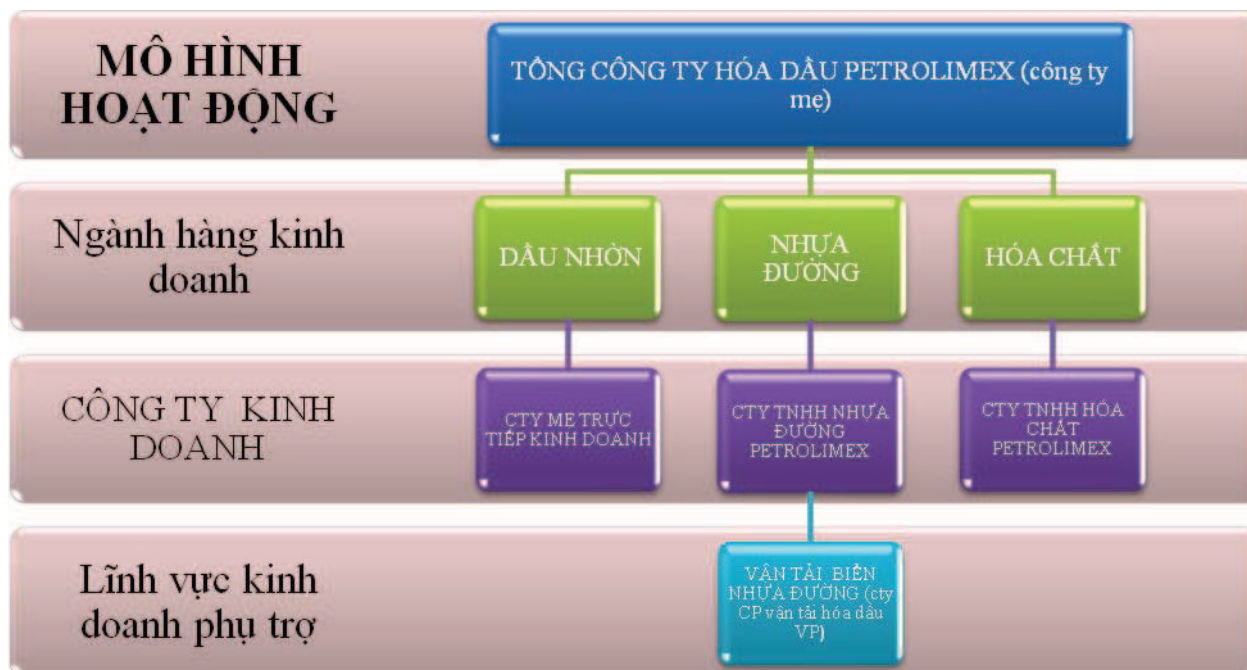 MÔ HÌNH
HOẠT ĐỘNG
TỔNG CÔNG TY HÓA DẦU PETROLIMEX (công ty
mẹ)
Ngành hàng kinh
doanh
DẦU NHỜN
NHỰA
ĐƯỜNG
HÓA CHẤT
CÔNG TY KINH
DOANH
CTY MẸ TRỰC
TIẾP KINH DOANH
CTY TNHH NHỰA
ĐƯỜNG
PETROLIMEX
CTY TNHH HÓA
CHẤT
PETROLIMEX
Lĩnh vực kinh
doanh phụ trợ
VẬN TẢI BIỂN
NHỰA ĐƯỜNG (cty
CP vận tải hóa dầu
VP)